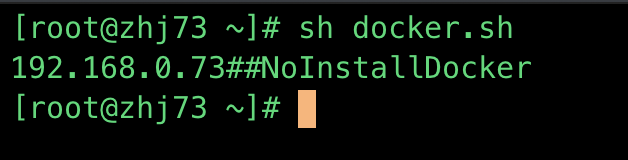 [root@zhj73 ~]# sh docker.sh
192.168.0.73##NoInstallDocker
[root@zhj73 ~]#